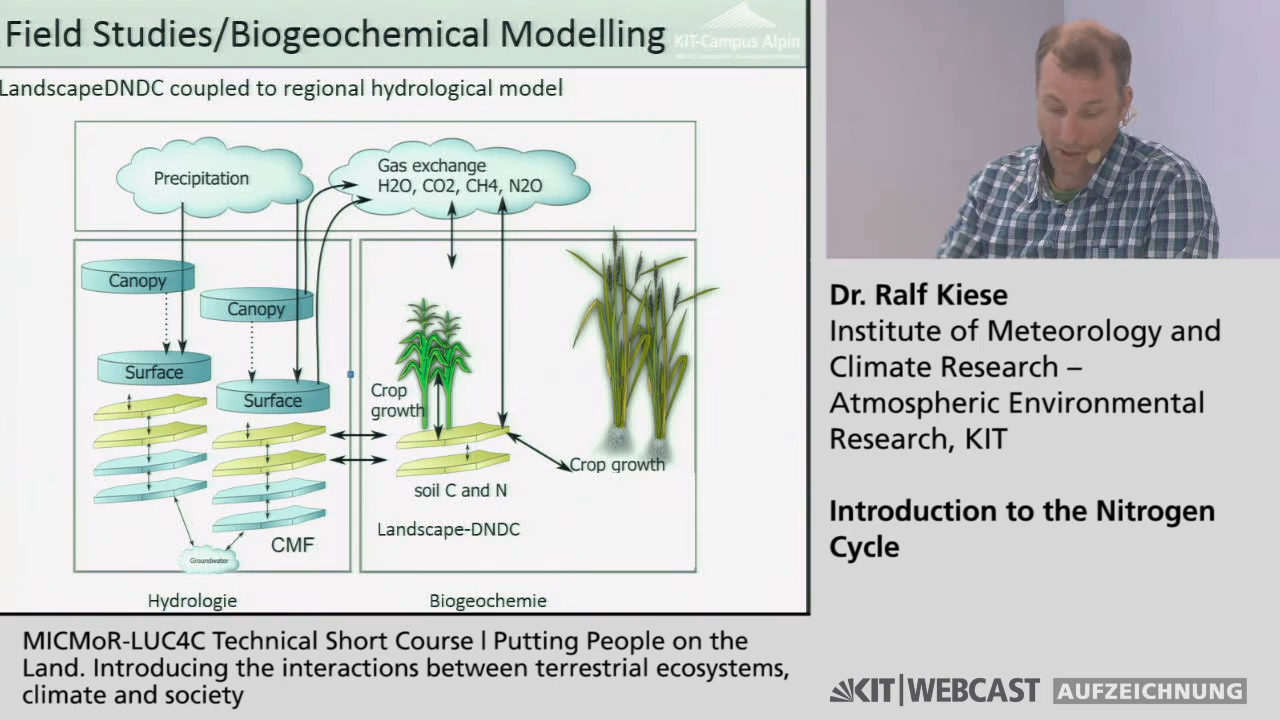 Field Studies/Biogeochemical Modelling
KIT-Campus Alpin
LandscapeDNDC coupled to regional hydrological model
Precipitation
Gas exchange
H2O, CO2, CH4, N2O
Canopy
Canopy
Surface
Surface
Crop
growth
Crop growth
soil C and N
Landscape-DNDC
CMF
Groundwater
Hydrologie
Biogeochemie
Dr. Ralf Kiese
Institute of Meteorology and
Climate Research –
Atmospheric Environmental
Research, KIT
Introduction to the Nitrogen
Cycle
MICMoR-LUC4C Technical Short Course | Putting People on the
Land. Introducing the interactions between terrestrial ecosystems,
climate and society
KIT|WEBCAST AUFZEICHNUNG